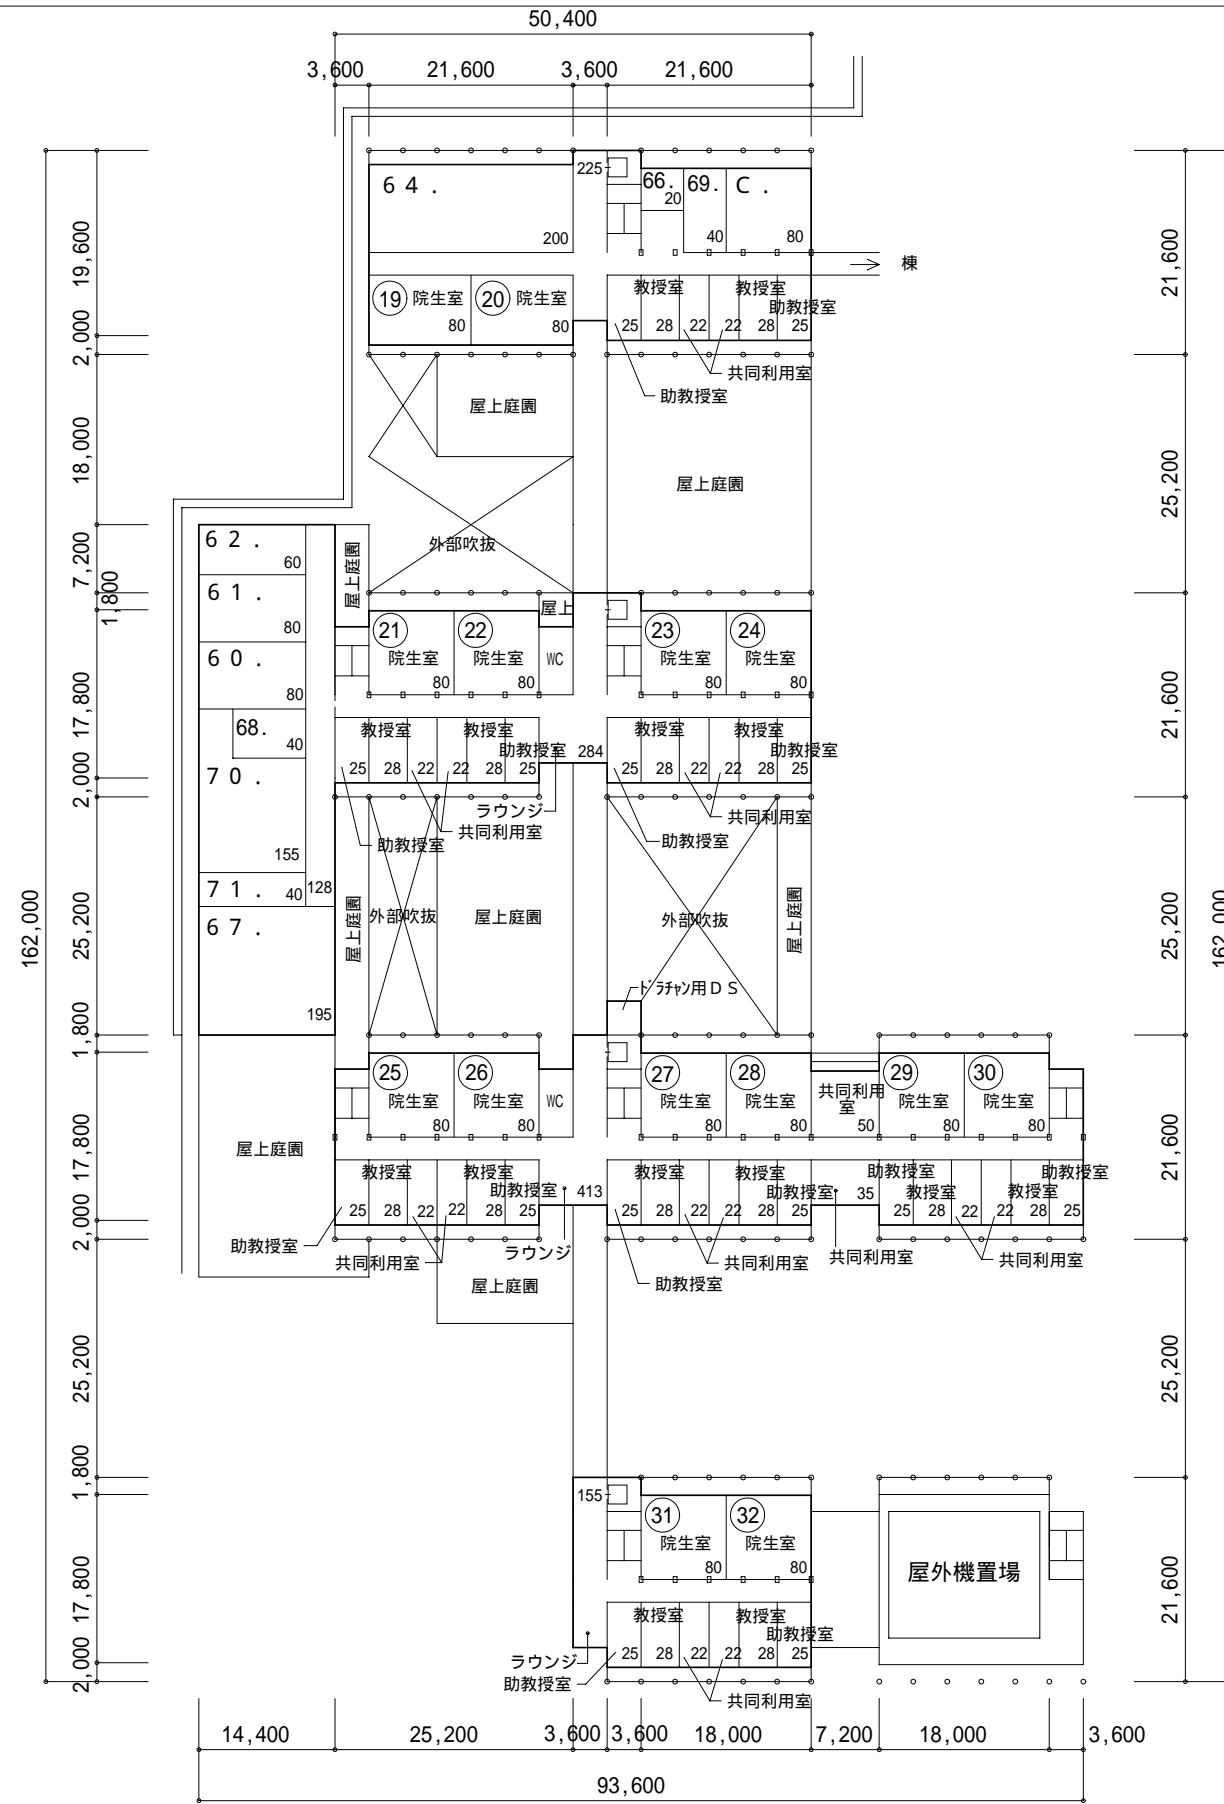 50,400
3,600 21,600 3,600 21,600
64. 200
225
66. 20
69. 40
C. 80
棟
19 院生室 80
20 院生室 80
教授室 教授室
助教授室
25 28 22 22 28 25
共同利用室
助教授室
屋上庭園
屋上庭園
外部吹抜
屋上庭園
62. 60
61. 80
60. 80
68. 40
70. 155
71. 40 128
67. 195
屋上
21 院生室 80
22 院生室 80
WC
23 院生室 80
24 院生室 80
教授室 教授室
助教授室 284
25 28 22 22 28 25
教授室 教授室
助教授室
25 28 22 22 28 25
ラウンジ
共同利用室
助教授室
共同利用室
助教授室
屋上庭園
外部吹抜
屋上庭園
外部吹抜
屋上庭園
ドラチャン用DS
25 院生室 80
26 院生室 80
WC
27 院生室 80
28 院生室 80
共同利用
室
50
29 院生室 80
30 院生室 80
屋上庭園
教授室 教授室
助教授室 413
25 28 22 22 28 25
教授室 教授室
助教授室 35
25 28 22 22 28 25
助教授室 助教授室
教授室 教授室
25 28 22 22 28 25
助教授室
共同利用室
ラウンジ
共同利用室
助教授室
共同利用室
共同利用室
屋上庭園
155
31 院生室 80
32 院生室 80
屋外機置場
教授室 教授室
助教授室
25 28 22 22 28 25
ラウンジ
助教授室
共同利用室
162,000
19,600
2,000
18,000
7,200
1,800
17,800
2,000
25,200
1,800
17,800
2,000
25,200
1,800
17,800
2,000
21,600
25,200
21,600
25,200
21,600
25,200
21,600
162,000
14,400 25,200 3,600 3,600 18,000 7,200 18,000 3,600
93,600